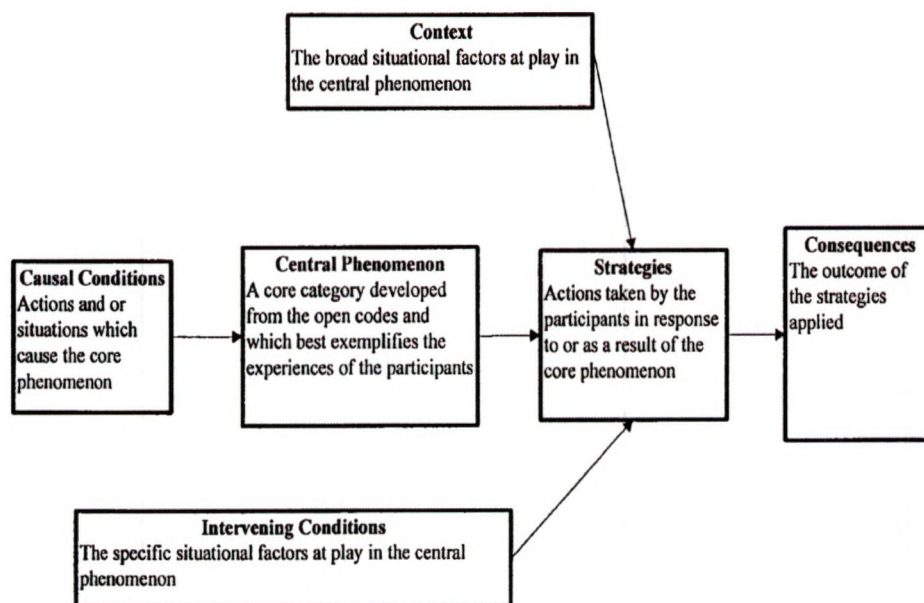 Context
The broad situational factors at play in
the central phenomenon
Causal Conditions
Actions and or
situations which
cause the core
phenomenon
Central Phenomenon
A core category developed
from the open codes and
which best exemplifies the
experiences of the participants
Strategies
Actions taken by the
participants in response
to or as a result of the
core phenomenon
Consequences
The outcome of
the strategies
applied
Intervening Conditions
The specific situational factors at play in the central
phenomenon